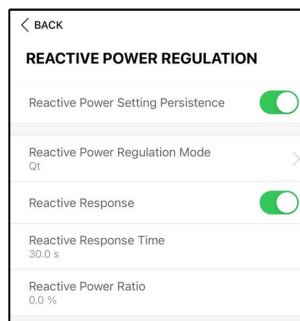 BACK
REACTIVE POWER REGULATION
Reactive Power Setting Persistence
Reactive Power Regulation Mode
Qt
Reactive Response
Reactive Response Time
30.0 s
Reactive Power Ratio
0.0 %